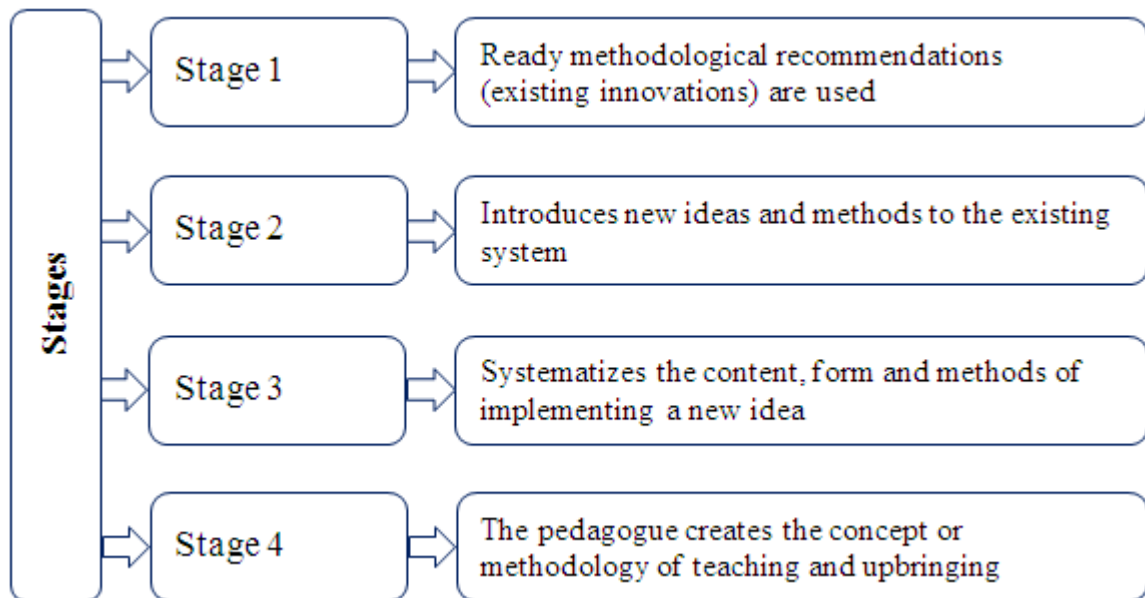 Stages
Stage 1
Ready methodological recommendations
(existing innovations) are used
Stage 2
Introduces new ideas and methods to the existing
system
Stage 3
Systematizes the content, form and methods of
implementing a new idea
Stage 4
The pedagogue creates the concept or
methodology of teaching and upbringing